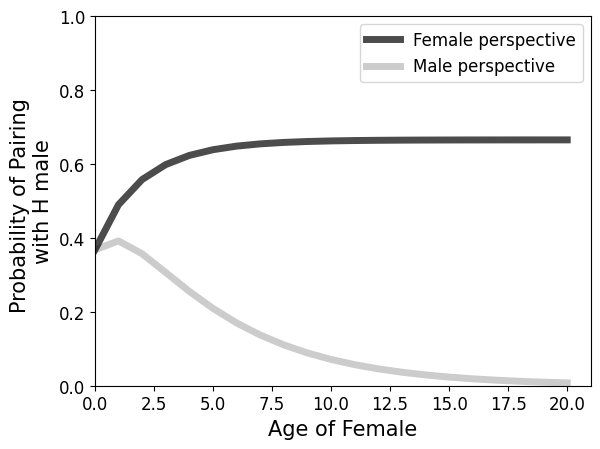 Female perspective
Male perspective
Probability of Pairing
with H male
1.0
0.8
0.6
0.4
0.2
0.0
0.0 2.5 5.0 7.5 10.0 12.5 15.0 17.5 20.0
Age of Female